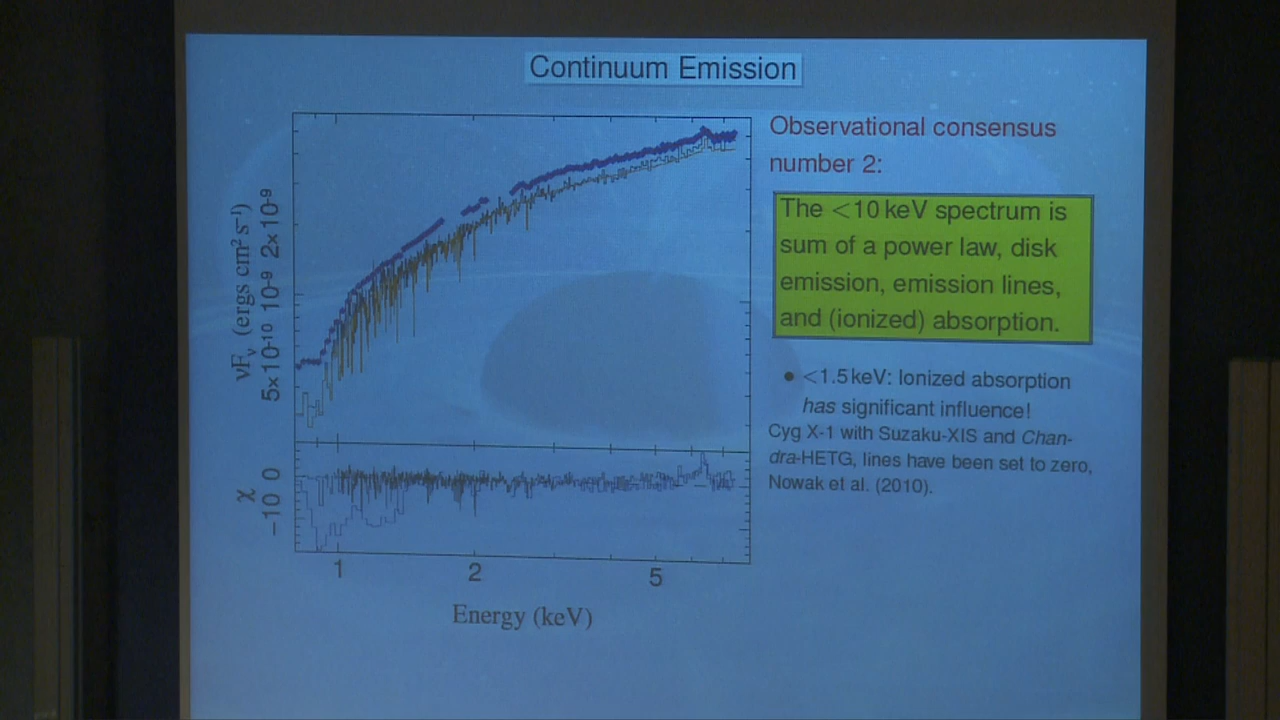 Continuum Emission
Observational consensus
number 2:
The <10 keV spectrum is
sum of a power law, disk
emission, emission lines,
and (ionized) absorption.
• <1.5 keV: Ionized absorption
has significant influence!
Cyg X-1 with Suzaku-XIS and Chan-
dra-HETG, lines have been set to zero,
Nowak et al. (2010).
νFν (ergs cm² s⁻¹)
5×10⁻¹⁰ 10⁻⁹ 2×10⁻⁹
χ
−10 0
1 2 5
Energy (keV)